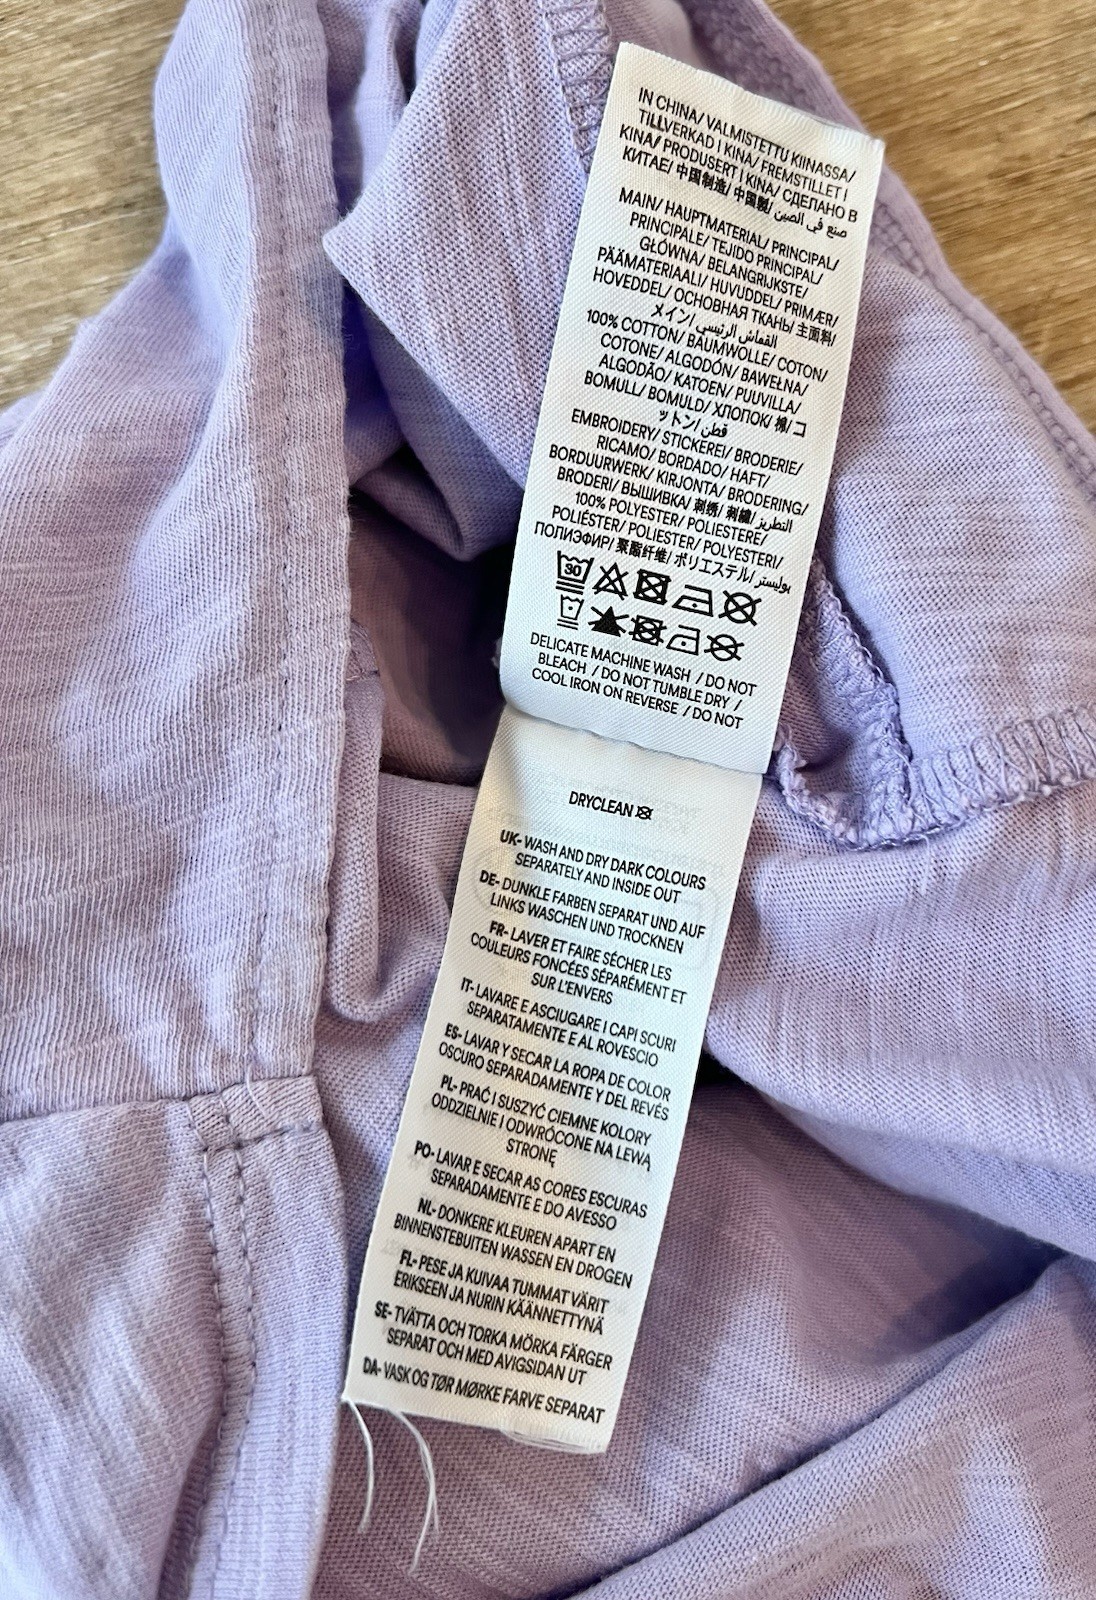 IN CHINA/ VALMISTETTU KIINASSA/
TILLVERKAD I KINA/ FREMSTILLET I
KINA/ PRODUSERT I KINA/ СДЕЛАНО В
КИТАЕ/ 中国制造/ 中國製/ صنع في الصين
MAIN/ HAUPTMATERIAL/ PRINCIPAL/
PRINCIPALE/ TEJIDO PRINCIPAL/
GŁÓWNA/ BELANGRIJKSTE/
PÄÄMATERIAALI/ HUVUDDEL/ PRIMÆR/
HOVEDDEL/ ОСНОВНАЯ ТКАНЬ/ 主面料/
メイン/ القماش الرئيسي
100% COTTON/ BAUMWOLLE/ COTON/
COTONE/ ALGODÓN/ BAWEŁNA/
ALGODÃO/ KATOEN/ PUUVILLA/
BOMULL/ BOMULD/ ХЛОПОК/ 棉/ コ
ットン/ قطن
EMBROIDERY/ STICKEREI/ BRODERIE/
RICAMO/ BORDADO/ HAFT/
BORDUURWERK/ KIRJONTA/ BRODERING/
BRODERI/ ВЫШИВКА/ 刺绣/ 刺繍/ التطريز
100% POLYESTER/ POLIESTERE/
POLIÉSTER/ POLIESTER/ POLYESTERI/
ПОЛИЭФИР/ 聚酯纤维/ ポリエステル/ بوليستر
30
DELICATE MACHINE WASH / DO NOT
BLEACH / DO NOT TUMBLE DRY /
COOL IRON ON REVERSE / DO NOT
DRYCLEAN
UK- WASH AND DRY DARK COLOURS
SEPARATELY AND INSIDE OUT
DE- DUNKLE FARBEN SEPARAT UND AUF
LINKS WASCHEN UND TROCKNEN
FR- LAVER ET FAIRE SÉCHER LES
COULEURS FONCÉES SÉPARÉMENT ET
SUR L'ENVERS
IT- LAVARE E ASCIUGARE I CAPI SCURI
SEPARATAMENTE E AL ROVESCIO
ES- LAVAR Y SECAR LA ROPA DE COLOR
OSCURO SEPARADAMENTE Y DEL REVÉS
PL- PRAĆ I SUSZYĆ CIEMNE KOLORY
ODDZIELNIE I ODWRÓCONE NA LEWĄ
STRONĘ
PO- LAVAR E SECAR AS CORES ESCURAS
SEPARADAMENTE E DO AVESSO
NL- DONKERE KLEUREN APART EN
BINNENSTEBUITEN WASSEN EN DROGEN
FL- PESE JA KUIVAA TUMMAT VÄRIT
ERIKSEEN JA NURIN KÄÄNNETTYNÄ
SE- TVÄTTA OCH TORKA MÖRKA FÄRGER
SEPARAT OCH MED AVIGSIDAN UT
DA- VASK OG TØR MØRKE FARVE SEPARAT